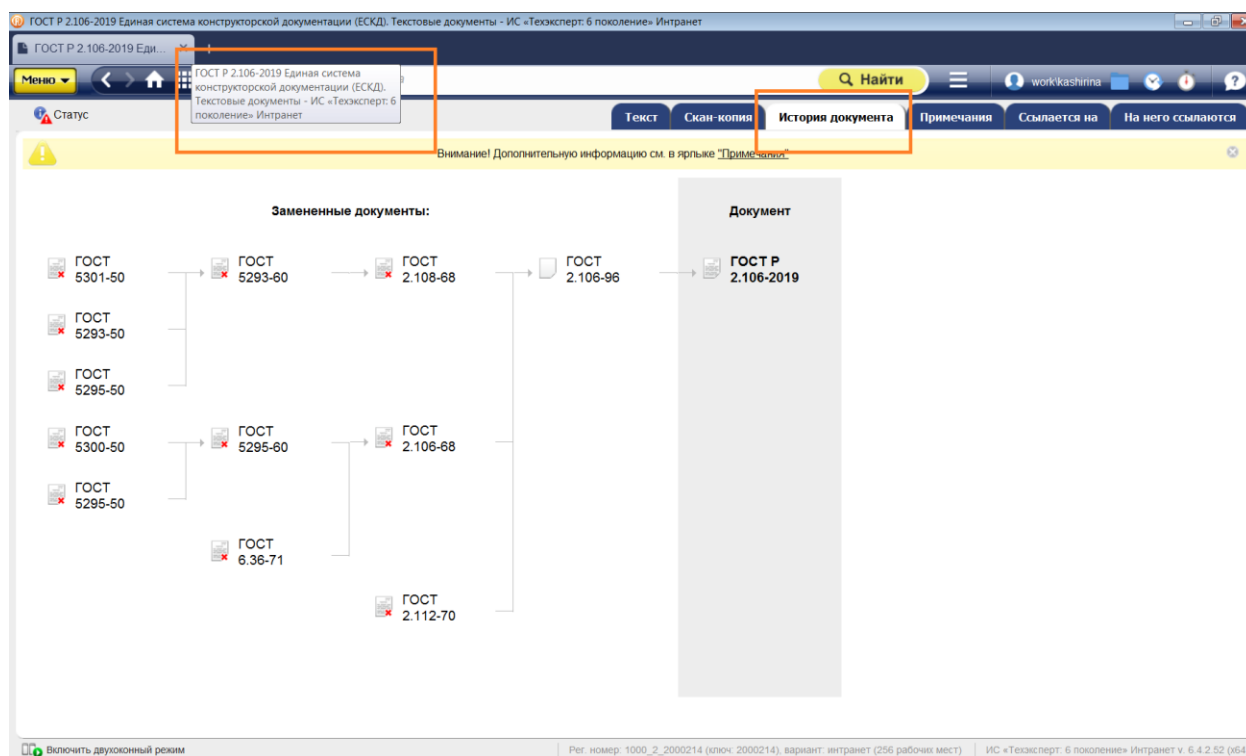 ГОСТ Р 2.106-2019 Единая система конструкторской документации (ЕСКД). Текстовые документы - ИС «Техэксперт: 6 поколение» Интранет
ГОСТ Р 2.106-2019 Еди...
Меню
ГОСТ Р 2.106-2019 Единая система
конструкторской документации (ЕСКД).
Текстовые документы - ИС «Техэксперт: 6
поколение» Интранет
Найти
work\kashirina
Статус
Текст
Скан-копия
История документа
Примечания
Ссылается на
На него ссылаются
Внимание! Дополнительную информацию см. в ярлыке "Примечания"
Замененные документы:
Документ
ГОСТ
5301-50
ГОСТ
5293-60
ГОСТ
2.108-68
ГОСТ
2.106-96
ГОСТ Р
2.106-2019
ГОСТ
5293-50
ГОСТ
5295-50
ГОСТ
5300-50
ГОСТ
5295-60
ГОСТ
2.106-68
ГОСТ
5295-50
ГОСТ
6.36-71
ГОСТ
2.112-70
Включить двухоконный режим
Рег. номер: 1000_2_2000214 (ключ: 2000214), вариант: интранет (256 рабочих мест)
ИС «Техэксперт: 6 поколение» Интранет v. 6.4.2.52 (x64